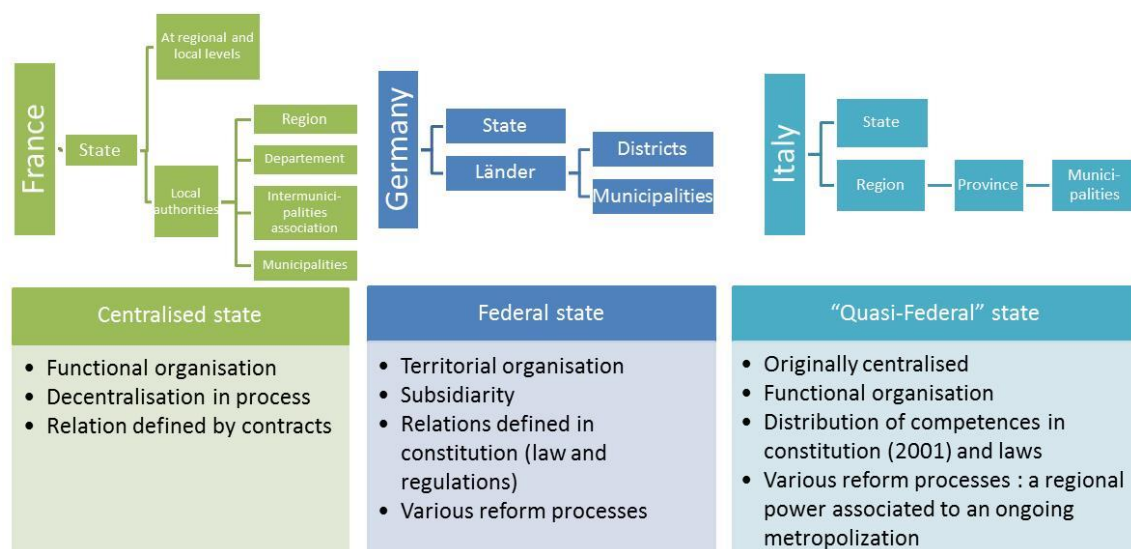 France
State
At regional and
local levels
Local
authorities
Region
Departement
Intermunici-
palities
association
Municipalities
Germany
State
Länder
Districts
Municipalities
Italy
State
Region
Province
Munici-
palities
Centralised state
• Functional organisation
• Decentralisation in process
• Relation defined by contracts
Federal state
• Territorial organisation
• Subsidiarity
• Relations defined in
constitution (law and
regulations)
• Various reform processes
“Quasi-Federal” state
• Originally centralised
• Functional organisation
• Distribution of competences in
constitution (2001) and laws
• Various reform processes : a regional
power associated to an ongoing
metropolization